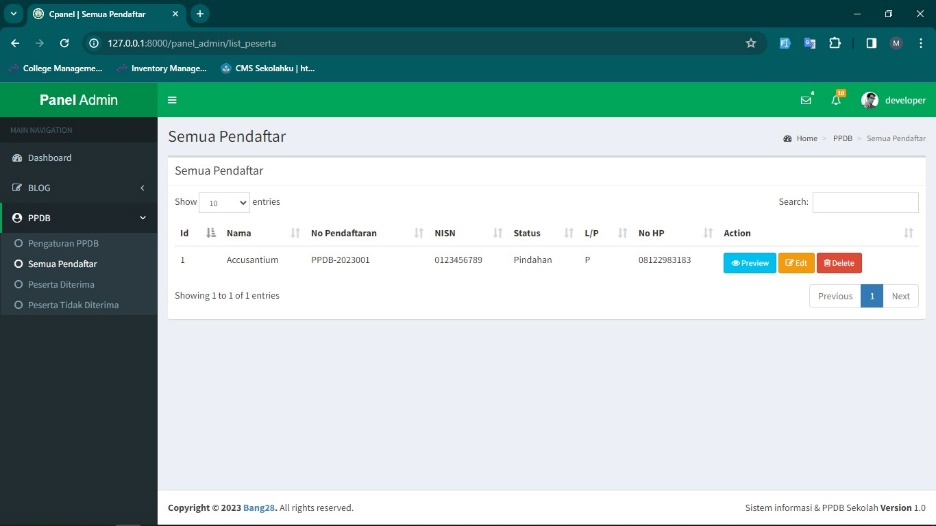 Cpanel | Semua Pendaftar
127.0.0.1:8000/panel_admin/list_peserta
M
College Manageme... Inventory Manage... CMS Sekolahku | ht...
Panel Admin
4
10
developer
MAIN NAVIGATION
Dashboard
BLOG
PPDB
Pengaturan PPDB
Semua Pendaftar
Peserta Diterima
Peserta Tidak Diterima
Semua Pendaftar
Home > PPDB > Semua Pendaftar
Semua Pendaftar
Show 10 entries Search:
Id Nama No Pendaftaran NISN Status L/P No HP Action
1 Accusantium PPDB-2023001 0123456789 Pindahan P 08122983183 Preview Edt Delete
Showing 1 to 1 of 1 entries Previous 1 Next
Copyright © 2023 Bang28. All rights reserved. Sistem informasi & PPDB Sekolah Version 1.0